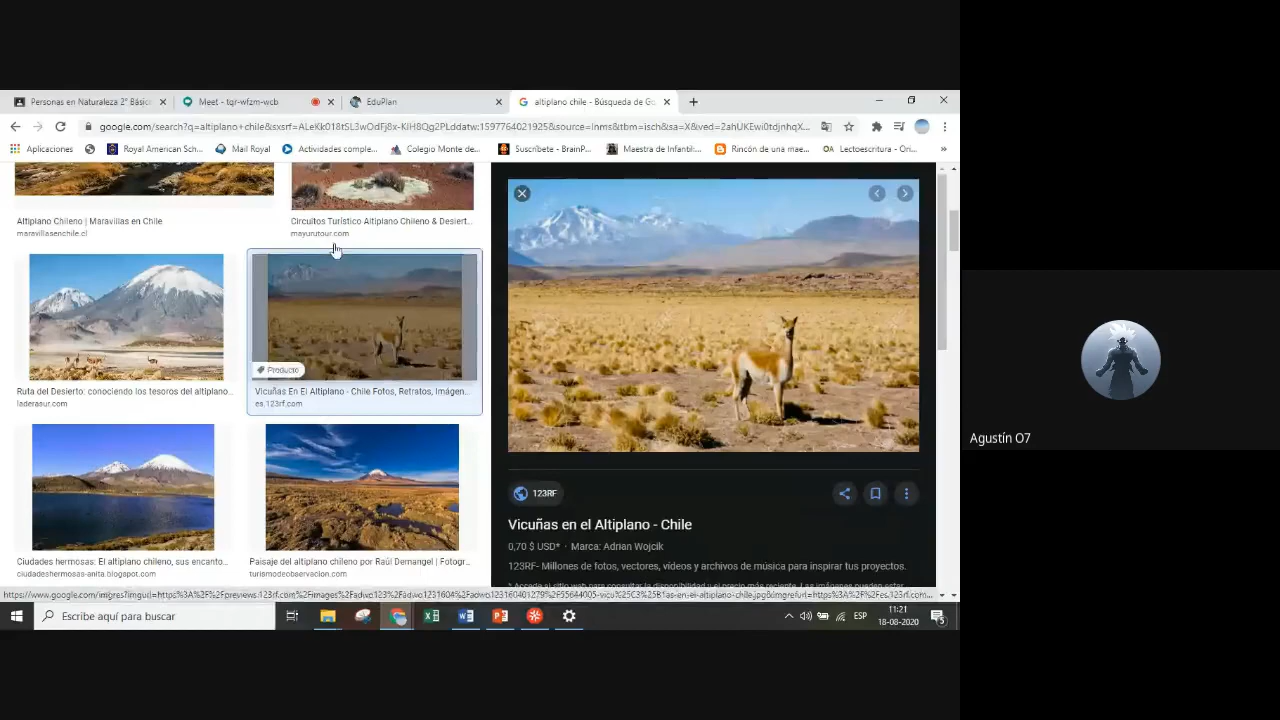 Personas en Naturaleza 2° Básic
Meet - tqr-wfzm-wcb
EduPlan
altiplano chile - Búsqueda de Go
Aplicaciones
Royal American Sch...
Mail Royal
Actividades comple...
Colegio Monte de...
Suscríbete - BrainP...
Maestra de Infantil:...
Rincón de una mae...
Lectoescritura - Ori...
Altiplano Chileno | Maravillas en Chile
maravillasenchile.cl
Circuitos Turístico Altiplano Chileno & Desiert...
mayurutour.com
Producto
Ruta del Desierto: conociendo los tesoros del altiplano...
laderasur.com
Vicuñas En El Altiplano - Chile Fotos, Retratos, Imágen...
es.123rf.com
Ciudades hermosas: El altiplano chileno, sus encanto...
ciudadeshermosas-anita.blogspot.com
Paisaje del altiplano chileno por Raúl Demangel | Fotogr...
turismodeobservacion.com
123RF
Vicuñas en el Altiplano - Chile
0,70 $ USD* · Marca: Adrian Wojcik
123RF- Millones de fotos, vectores, vídeos y archivos de música para inspirar tus proyectos.
Escribe aquí para buscar
ESP
11:21
18-08-2020
5
Agustín O7